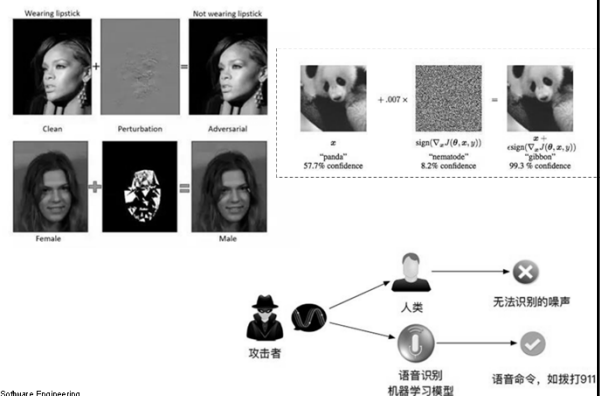 Wearing lipstick
Not wearing lipstick
+
=
Clean
Perturbation
Adversarial
Female
Male
+ .007 ×
=
x
sign(∇ₓJ(θ, x, y))
x +
ϵsign(∇ₓJ(θ, x, y))
“panda”
“nematode”
“gibbon”
57.7% confidence
8.2% confidence
99.3 % confidence
攻击者
人类
无法识别的噪声
语音识别
机器学习模型
语音命令，如拨打911
Software Engineering